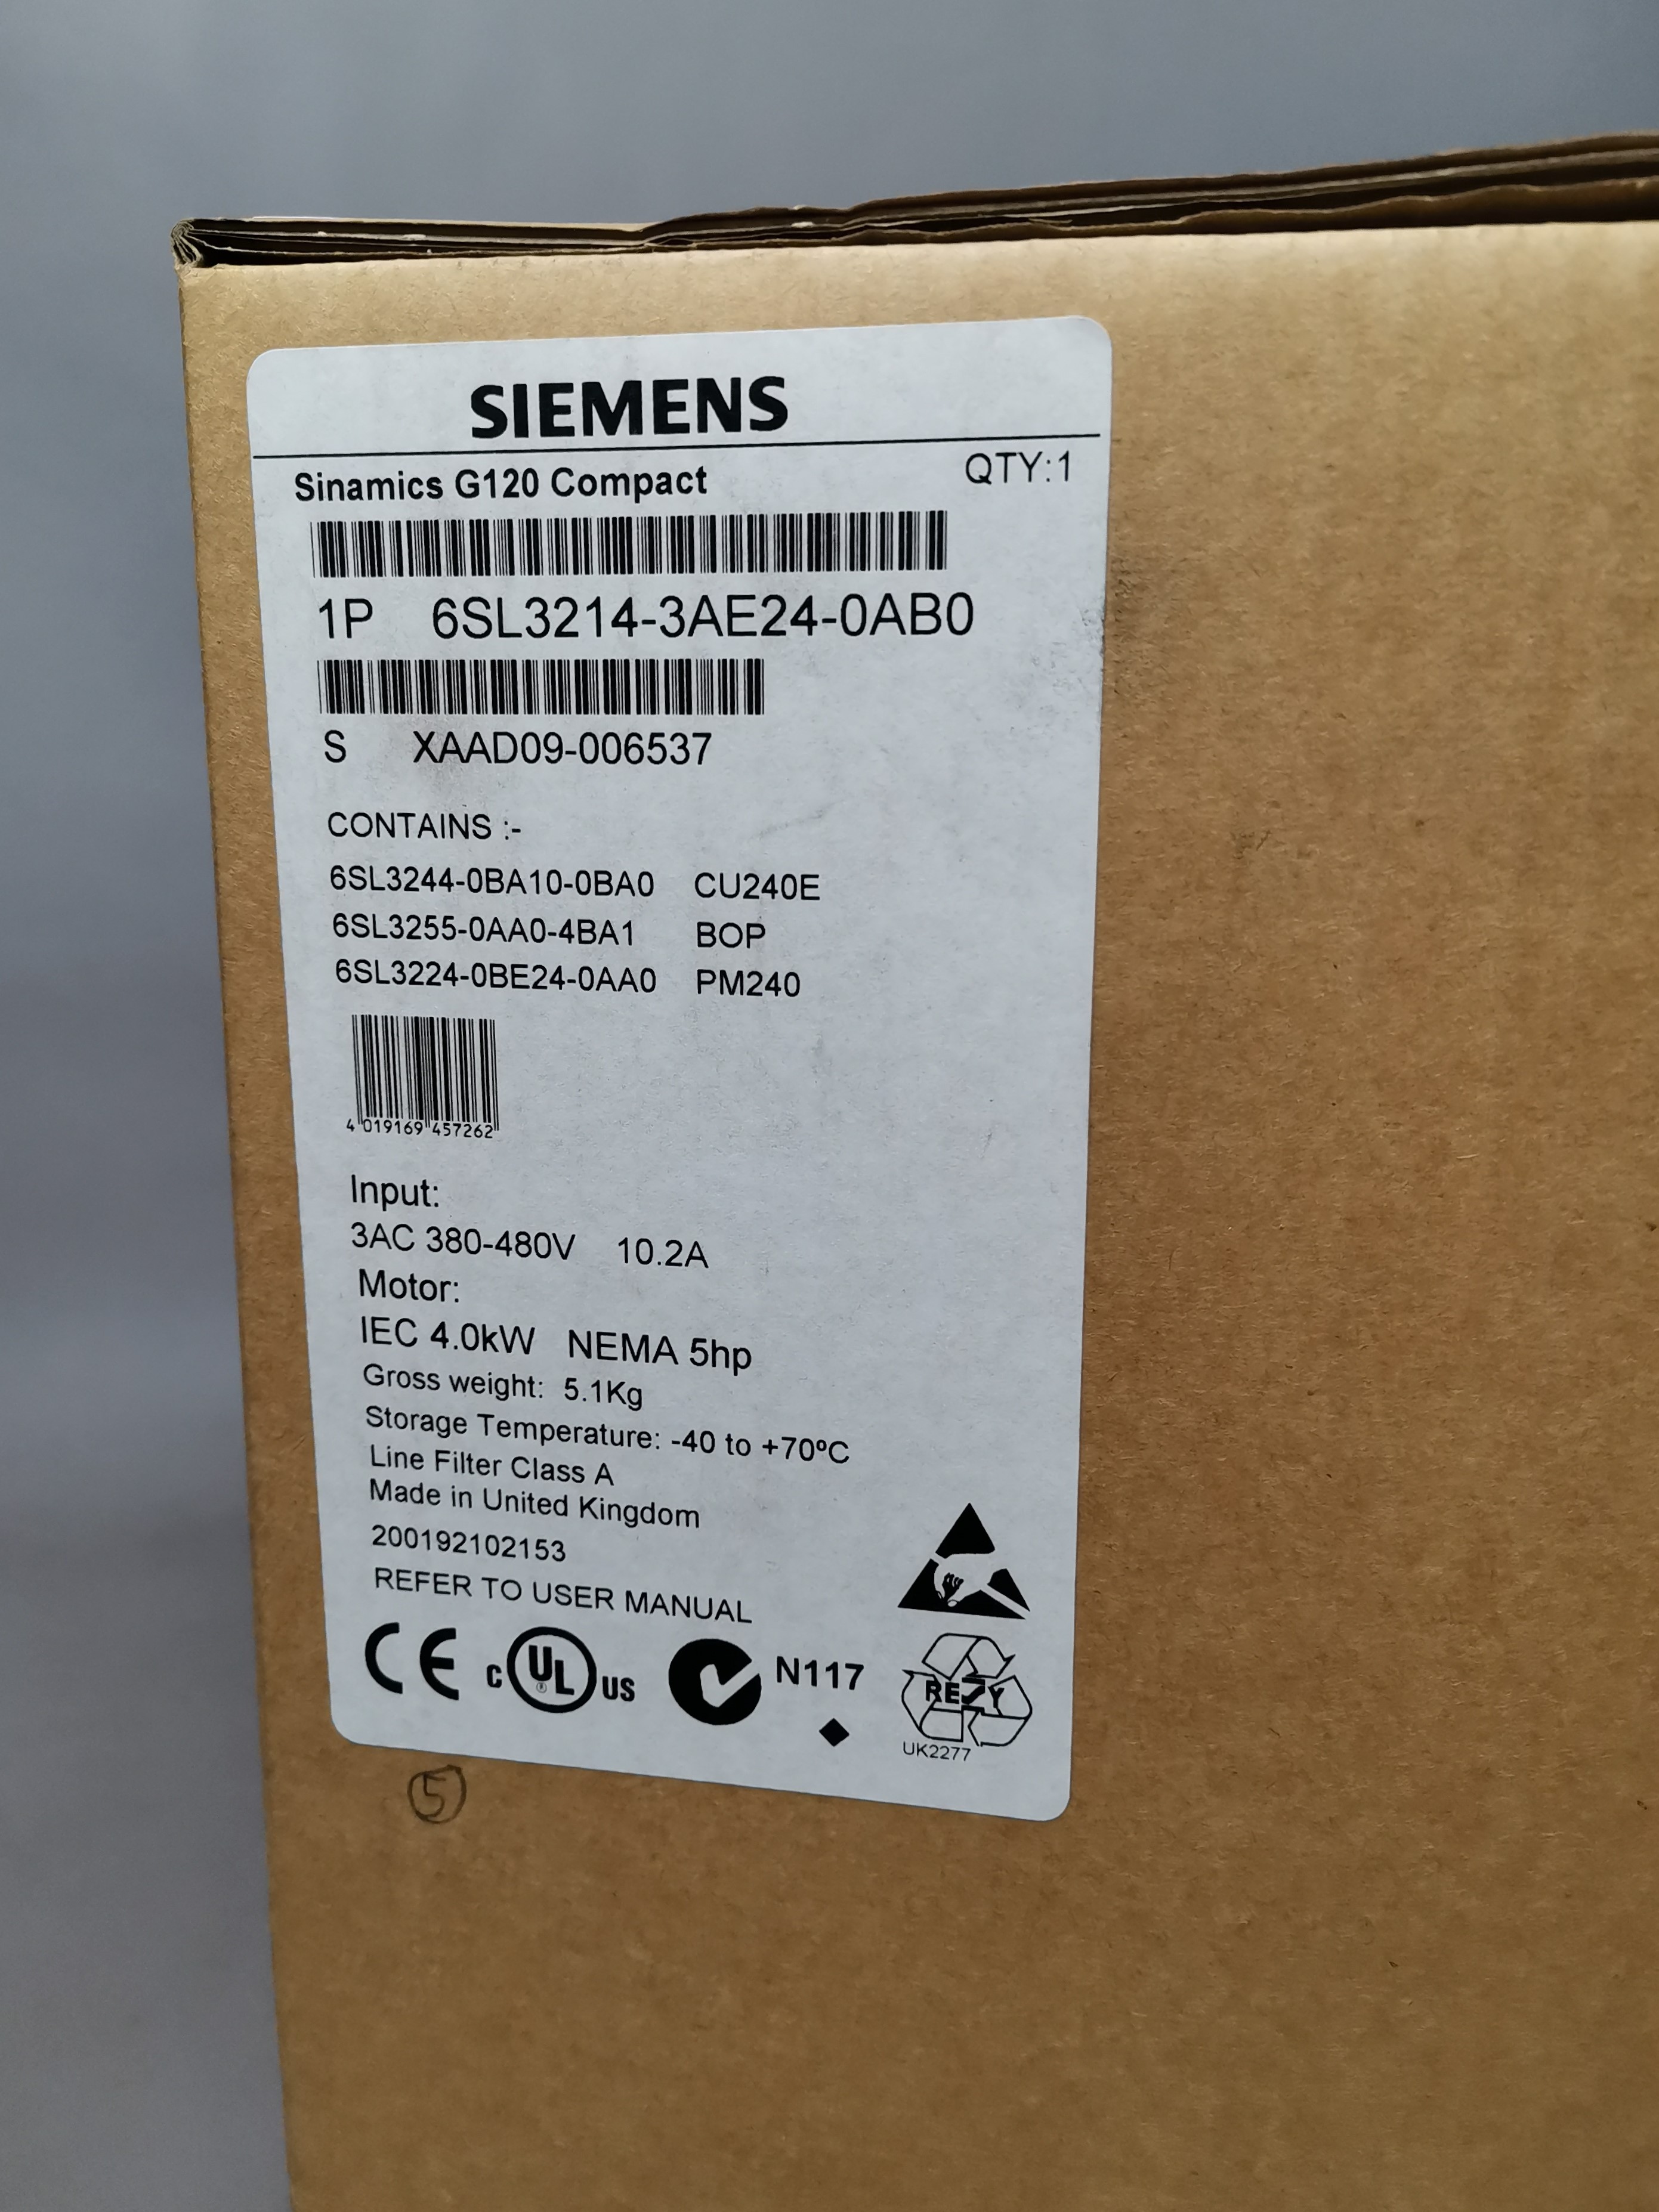 SIEMENS
Sinamics G120 Compact QTY:1
1P 6SL3214-3AE24-0AB0
S XAAD09-006537
CONTAINS :-
6SL3244-0BA10-0BA0 CU240E
6SL3255-0AA0-4BA1 BOP
6SL3224-0BE24-0AA0 PM240
4 019169 457262
Input:
3AC 380-480V 10.2A
Motor:
IEC 4.0kW NEMA 5hp
Gross weight: 5.1Kg
Storage Temperature: -40 to +70ºC
Line Filter Class A
Made in United Kingdom
200192102153
REFER TO USER MANUAL
CE c UL ® US N117 RESY
UK2277
5